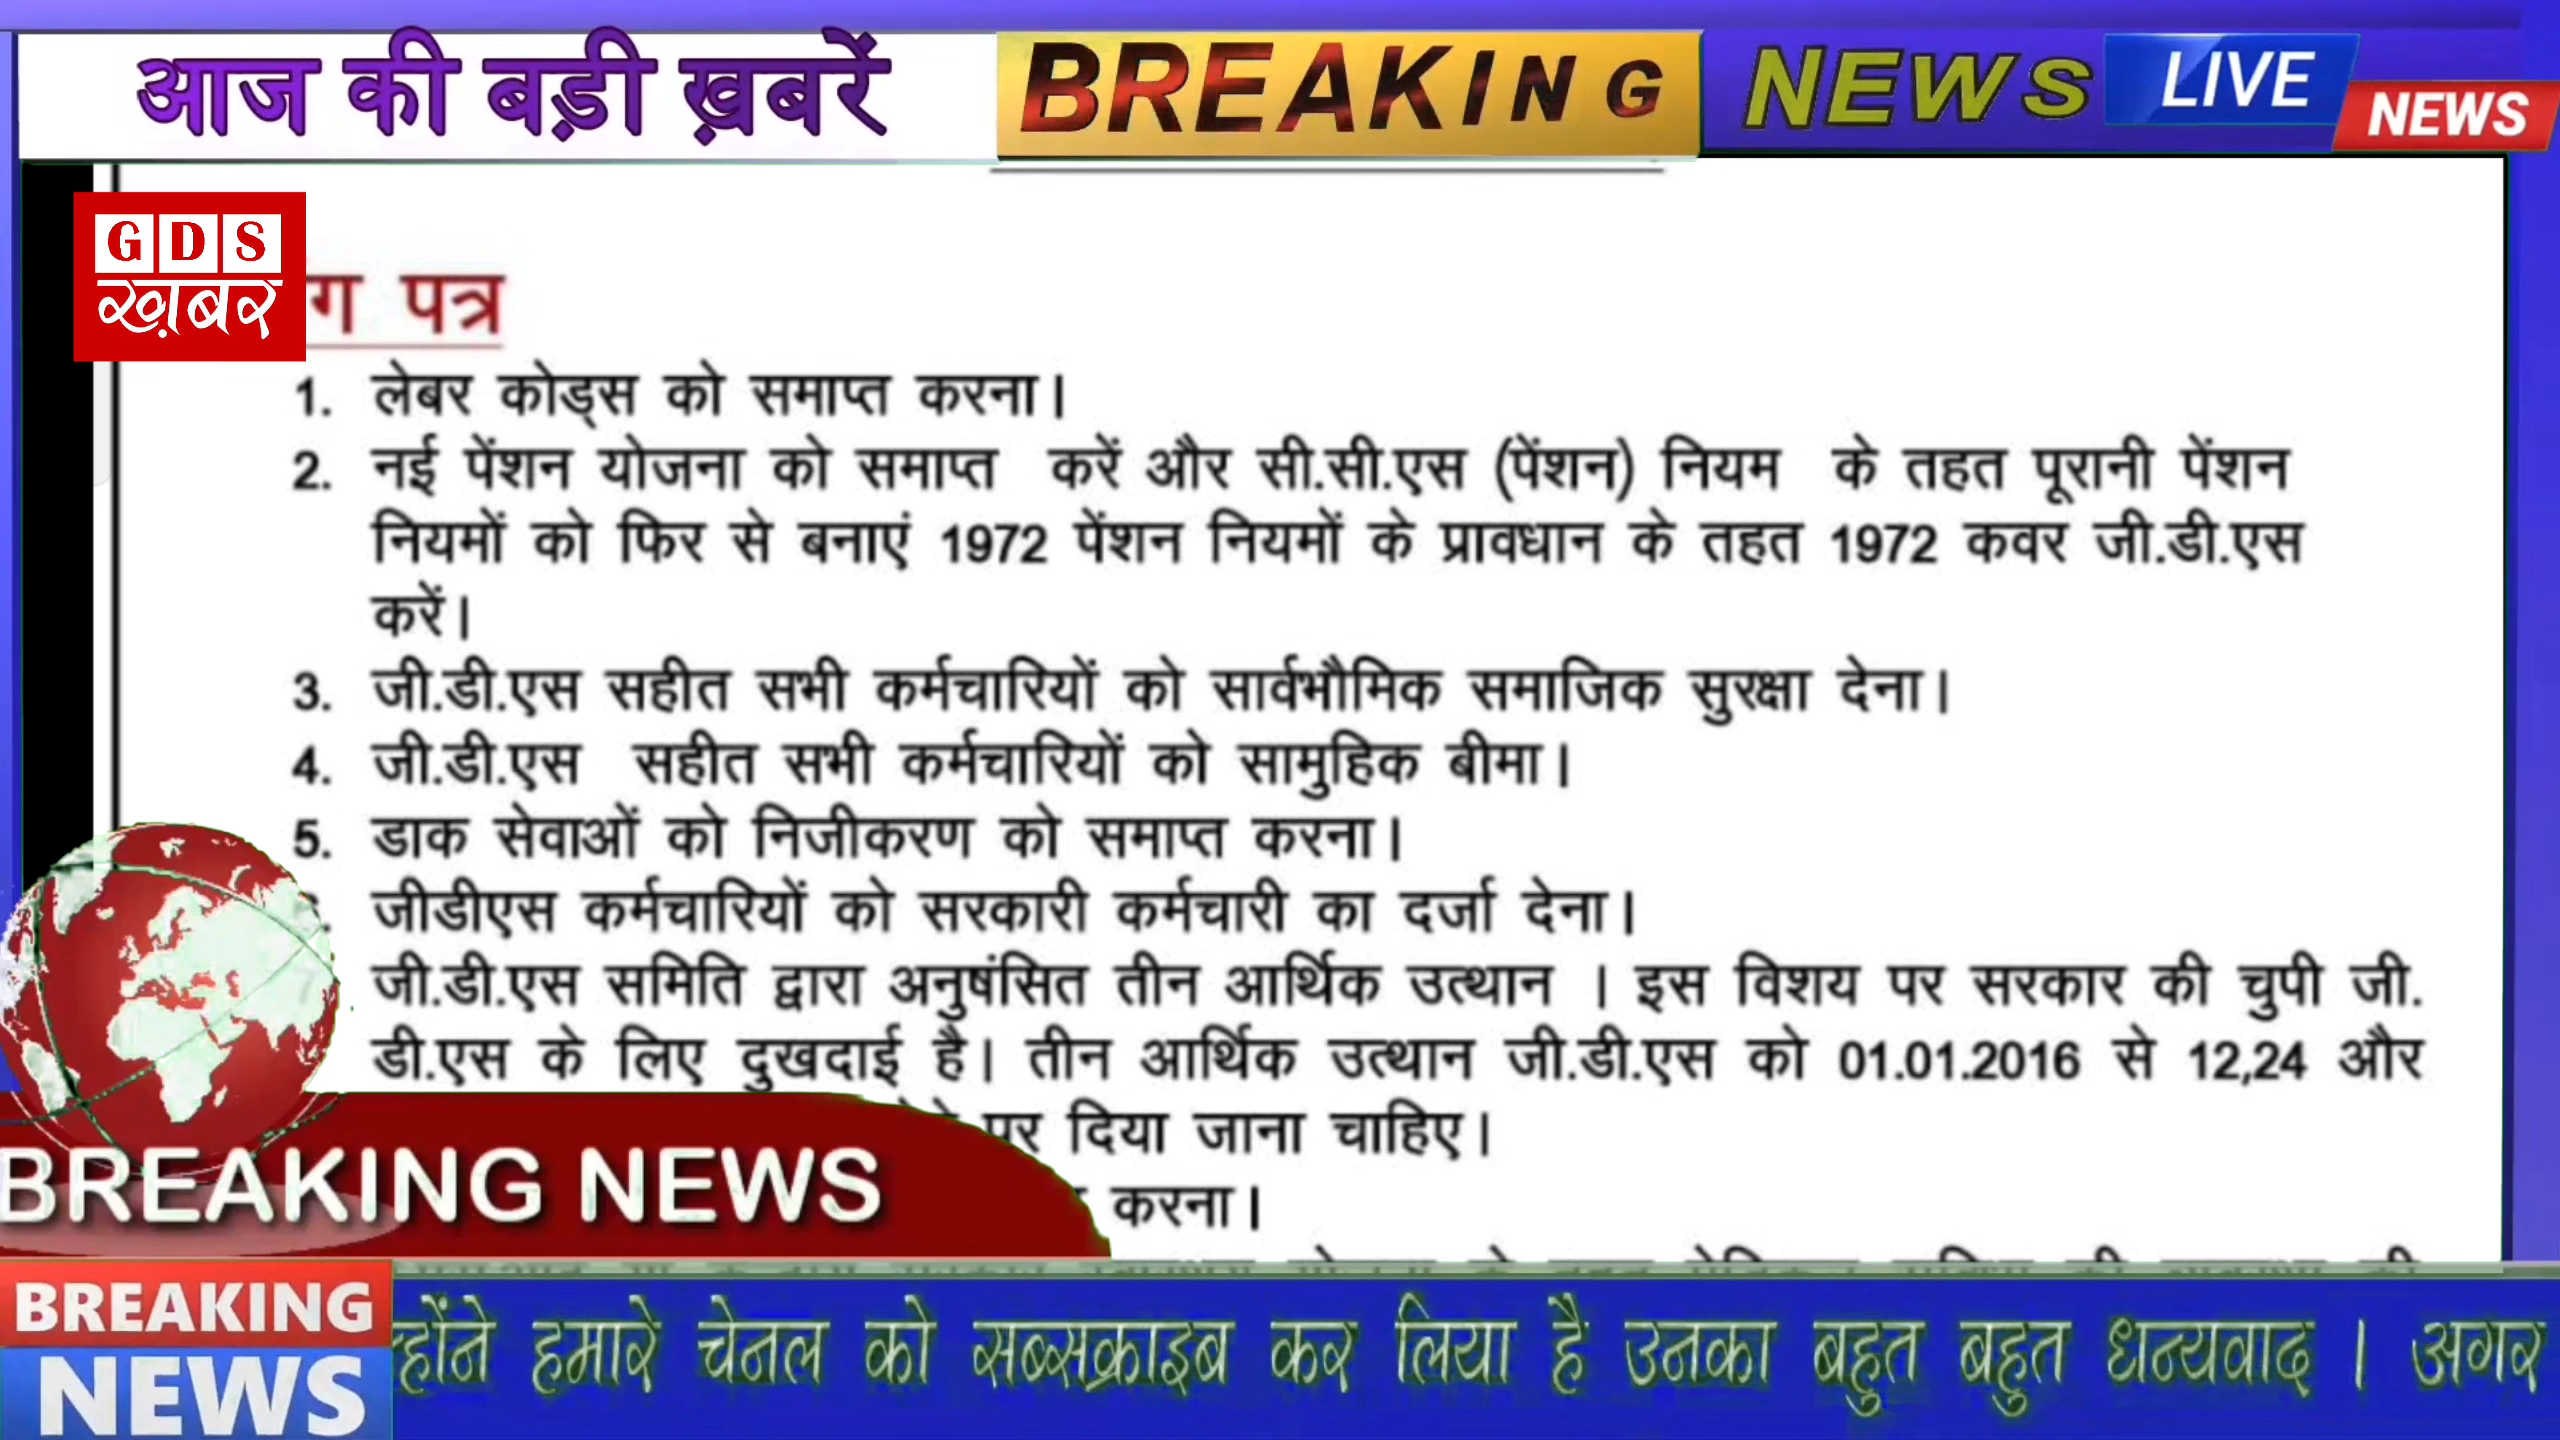 आज की बड़ी ख़बरें BREAKING NEWS LIVE NEWS
GDS
ख़बर
ग पत्र
1. लेबर कोड्स को समाप्त करना।
2. नई पेंशन योजना को समाप्त करें और सी.सी.एस (पेंशन) नियम के तहत पूरानी पेंशन
नियमों को फिर से बनाएं 1972 पेंशन नियमों के प्रावधान के तहत 1972 कवर जी.डी.एस
करें।
3. जी.डी.एस सहीत सभी कर्मचारियों को सार्वभौमिक समाजिक सुरक्षा देना।
4. जी.डी.एस सहीत सभी कर्मचारियों को सामुहिक बीमा।
5. डाक सेवाओं को निजीकरण को समाप्त करना।
जीडीएस कर्मचारियों को सरकारी कर्मचारी का दर्जा देना।
जी.डी.एस समिति द्वारा अनुषंसित तीन आर्थिक उत्थान । इस विशय पर सरकार की चुपी जी.
डी.एस के लिए दुखदाई है। तीन आर्थिक उत्थान जी.डी.एस को 01.01.2016 से 12,24 और
पर दिया जाना चाहिए।
करना।
BREAKING NEWS
BREAKING
NEWS
न्होंने हमारे चेनल को सब्सक्राइब कर लिया है उनका बहुत बहुत धन्यवाद । अगर